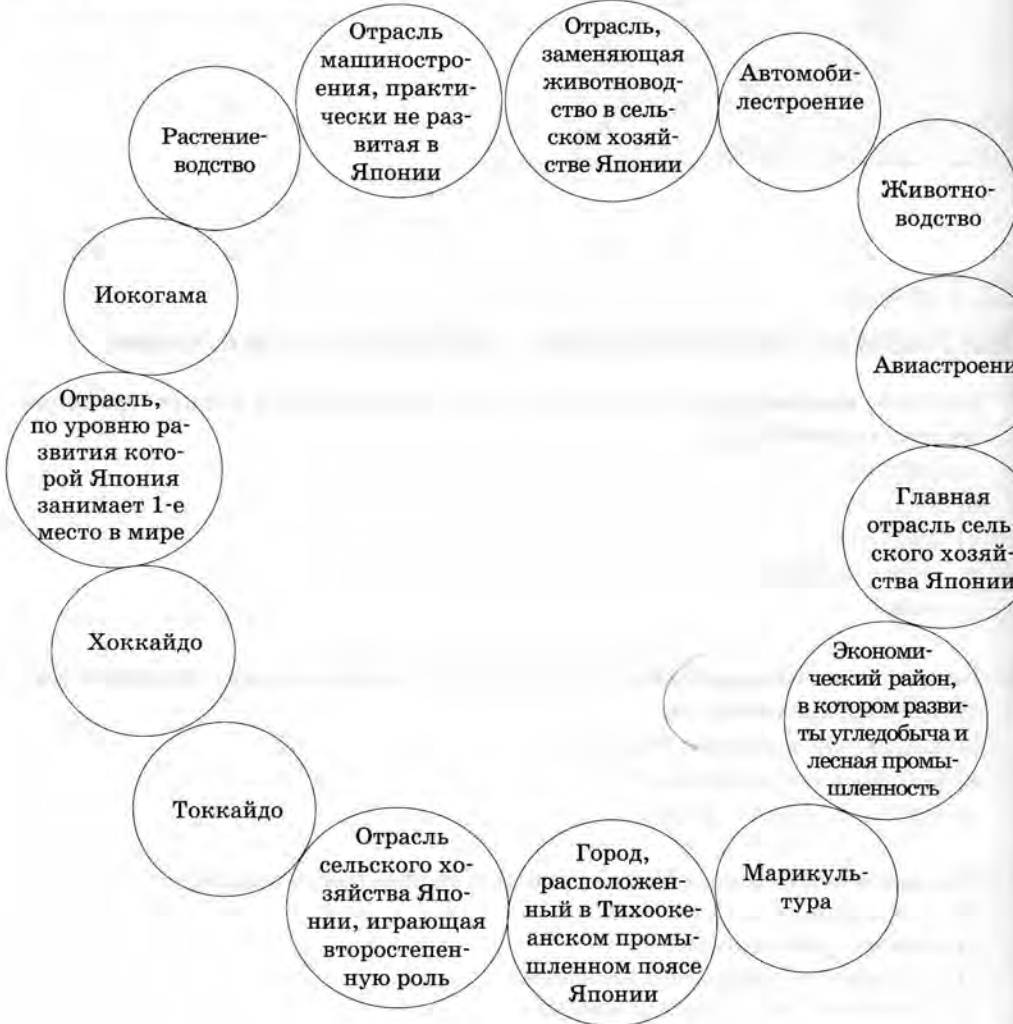 Отрасль
машиностро-
ения, практи-
чески не раз-
витая в
Японии
Отрасль,
заменяющая
животновод-
ство в сель-
ском хозяй-
стве Японии
Автомоби-
лестроение
Животно-
водство
Авиастроени
Главная
отрасль сель-
ского хозяй-
ства Японии
Экономи-
ческий район,
в котором разви-
ты угледобыча и
лесная промы-
шленность
Марикуль-
тура
Город,
расположен-
ный в Тихооке-
анском промы-
шленном поясе
Японии
Отрасль
сельского хо-
зяйства Япо-
нии, играющая
второстепен-
ную роль
Токкайдо
Хоккайдо
Отрасль,
по уровню ра-
звития кото-
рой Япония
занимает 1-е
место в мире
Иокогама
Растение-
водство